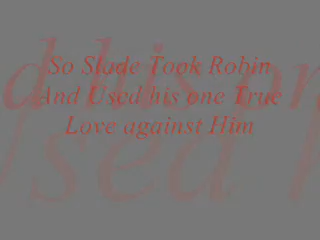 So Slade Took Robin
And Used his one True
Love against Him